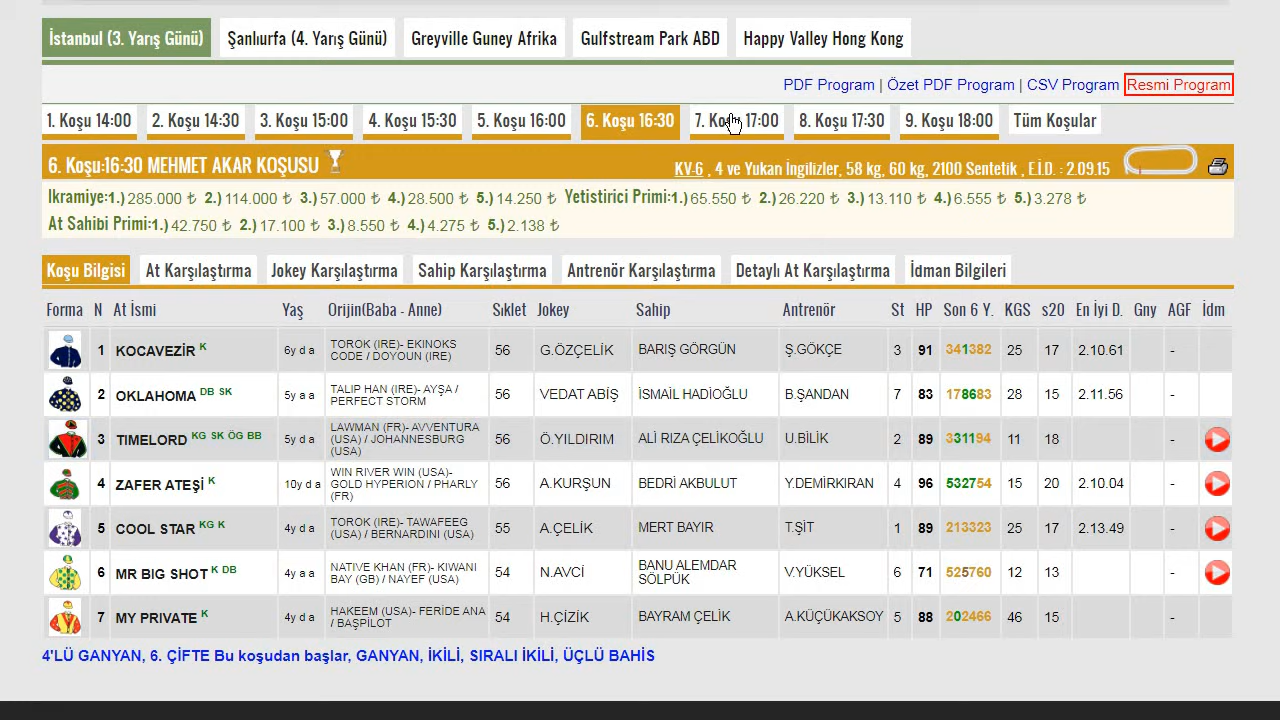 İstanbul (3. Yarış Günü) Şanlıurfa (4. Yarış Günü) Greyville Guney Afrika Gulfstream Park ABD Happy Valley Hong Kong
PDF Program | Özet PDF Program | CSV Program Resmi Program
1. Koşu 14:00 2. Koşu 14:30 3. Koşu 15:00 4. Koşu 15:30 5. Koşu 16:00 6. Koşu 16:30 7. Koşu 17:00 8. Koşu 17:30 9. Koşu 18:00 Tüm Koşular
6. Koşu:16:30 MEHMET AKAR KOŞUSU KV-6 , 4 ve Yukarı İngilizler, 58 kg, 60 kg, 2100 Sentetik , E.İ.D. : 2.09.15
Ikramiye:1.) 285.000 ₺ 2.) 114.000 ₺ 3.) 57.000 ₺ 4.) 28.500 ₺ 5.) 14.250 ₺ Yetistirici Primi:1.) 65.550 ₺ 2.) 26.220 ₺ 3.) 13.110 ₺ 4.) 6.555 ₺ 5.) 3.278 ₺
At Sahibi Primi:1.) 42.750 ₺ 2.) 17.100 ₺ 3.) 8.550 ₺ 4.) 4.275 ₺ 5.) 2.138 ₺
Koşu Bilgisi At Karşılaştırma Jokey Karşılaştırma Sahip Karşılaştırma Antrenör Karşılaştırma Detaylı At Karşılaştırma İdman Bilgileri
Forma N At İsmi Yaş Orijin(Baba - Anne) Sıklet Jokey Sahip Antrenör St HP Son 6 Y. KGS s20 En İyi D. Gny AGF İdm
1 KOCAVEZİR K 6y d a TOROK (IRE)- EKINOKS CODE / DOYOUN (IRE) 56 G.ÖZÇELİK BARIŞ GÖRGÜN Ş.GÖKÇE 3 91 341382 25 17 2.10.61 -
2 OKLAHOMA DB SK 5y a a TALIP HAN (IRE)- AYŞA / PERFECT STORM 56 VEDAT ABİŞ İSMAİL HADİOĞLU B.ŞANDAN 7 83 178683 28 15 2.11.56 -
3 TIMELORD KG SK ÖG BB 5y d a LAWMAN (FR)- AVVENTURA (USA) / JOHANNESBURG (USA) 56 Ö.YILDIRIM ALİ RIZA ÇELİKOĞLU U.BİLİK 2 89 331194 11 18 -
4 ZAFER ATEŞİ K 10y d a WIN RIVER WIN (USA)- GOLD HYPERION / PHARLY (FR) 56 A.KURŞUN BEDRİ AKBULUT Y.DEMİRKIRAN 4 96 532754 15 20 2.10.04 -
5 COOL STAR KG K 4y d a TOROK (IRE)- TAWAFEEG (USA) / BERNARDINI (USA) 55 A.ÇELİK MERT BAYIR T.ŞİT 1 89 213323 25 17 2.13.49 -
6 MR BIG SHOT K DB 4y a a NATIVE KHAN (FR)- KIWANI BAY (GB) / NAYEF (USA) 54 N.AVCİ BANU ALEMDAR SÖLPÜK V.YÜKSEL 6 71 525760 12 13 -
7 MY PRIVATE K 4y d a HAKEEM (USA)- FERİDE ANA / BAŞPİLOT 54 H.ÇİZİK BAYRAM ÇELİK A.KÜÇÜKAKSOY 5 88 202466 46 15 -
4'LÜ GANYAN, 6. ÇİFTE Bu koşudan başlar, GANYAN, İKİLİ, SIRALI İKİLİ, ÜÇLÜ BAHİS